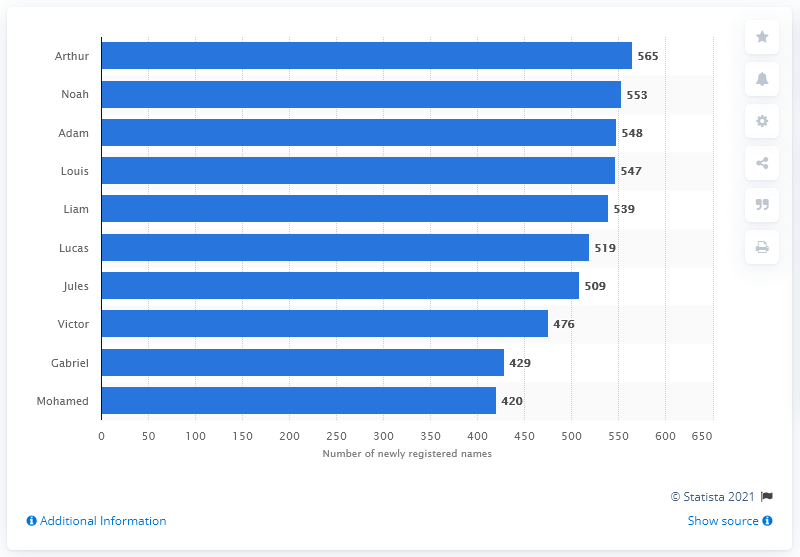 Arthur 565
Noah 553
Adam 548
Louis 547
Liam 539
Lucas 519
Jules 509
Victor 476
Gabriel 429
Mohamed 420
0 50 100 150 200 250 300 350 400 450 500 550 600 650
Number of newly registered names
© Statista 2021
Additional Information
Show source